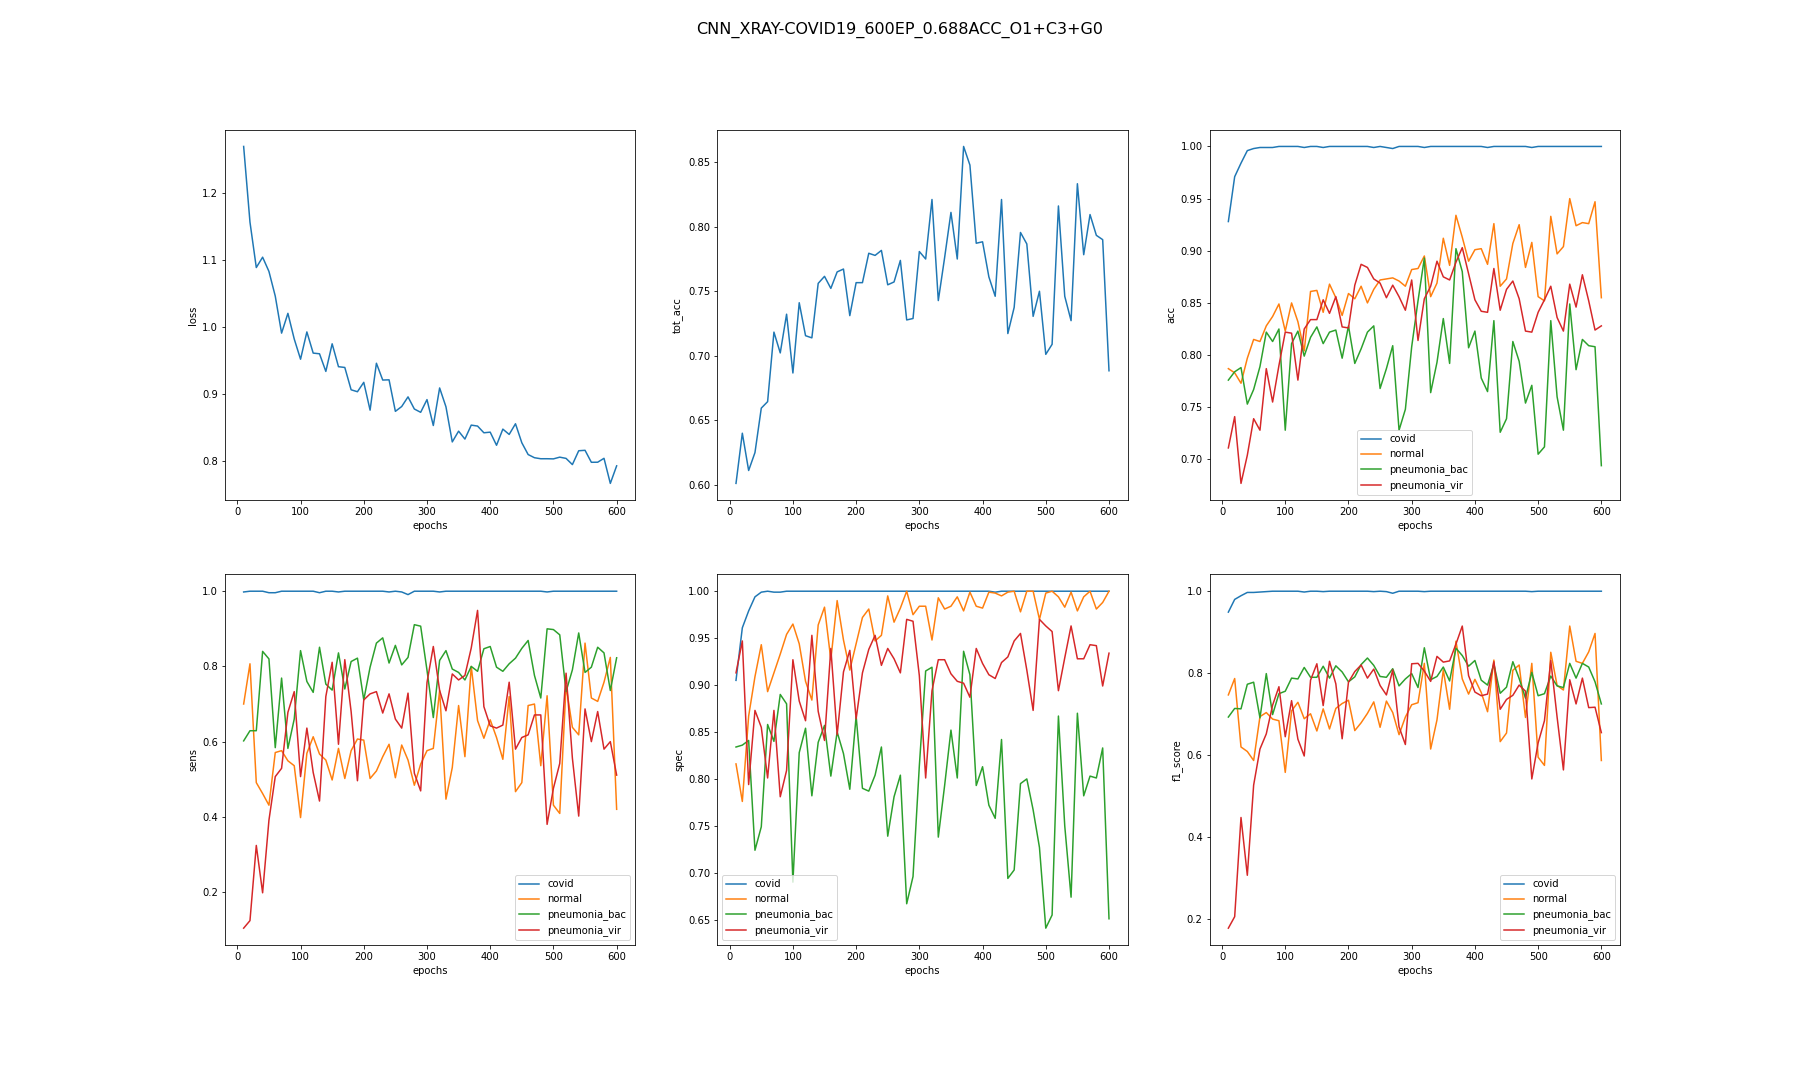 CNN_XRAY-COVID19_600EP_0.688ACC_O1+C3+G0
loss
1.2
1.1
1.0
0.9
0.8
0 100 200 300 400 500 600
epochs
tot_acc
0.85
0.80
0.75
0.70
0.65
0.60
0 100 200 300 400 500 600
epochs
acc
1.00
0.95
0.90
0.85
0.80
0.75
0.70
covid
normal
pneumonia_bac
pneumonia_vir
0 100 200 300 400 500 600
epochs
sens
1.0
0.8
0.6
0.4
0.2
covid
normal
pneumonia_bac
pneumonia_vir
0 100 200 300 400 500 600
epochs
spec
1.00
0.95
0.90
0.85
0.80
0.75
0.70
0.65
covid
normal
pneumonia_bac
pneumonia_vir
0 100 200 300 400 500 600
epochs
f1_score
1.0
0.8
0.6
0.4
0.2
covid
normal
pneumonia_bac
pneumonia_vir
0 100 200 300 400 500 600
epochs